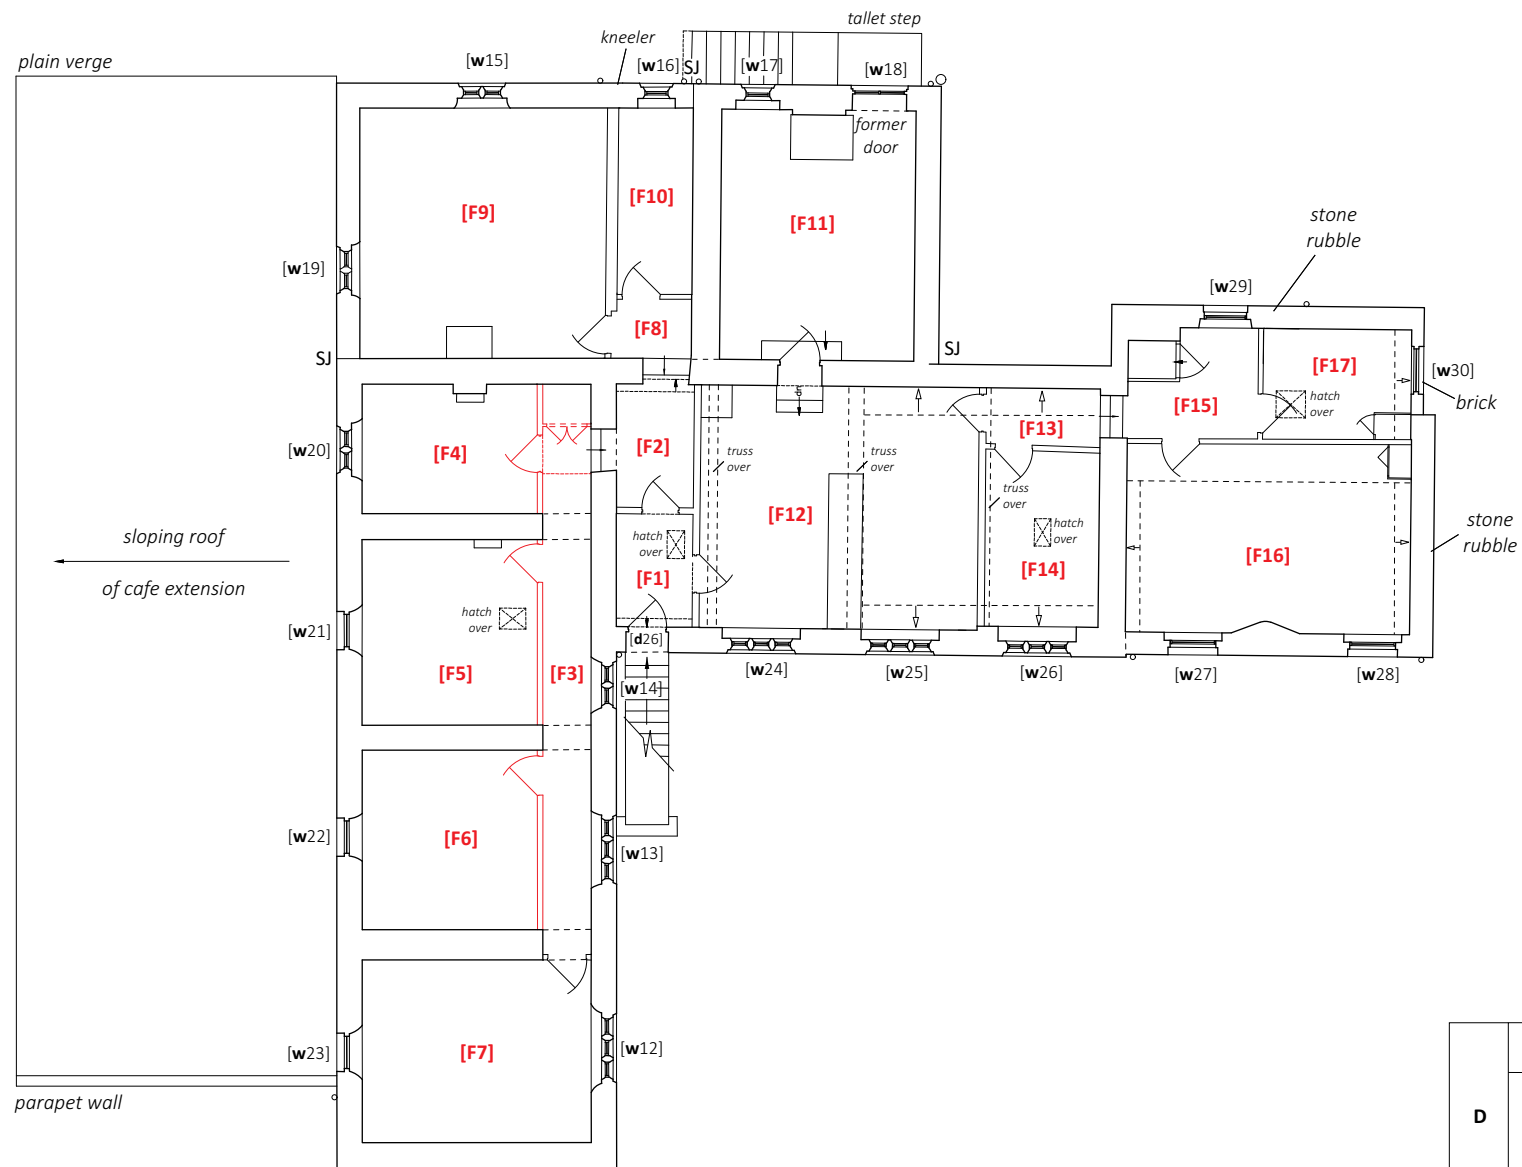 tallet step
kneeler
plain verge
[w15]
[w16]
SJ
[w17]
[w18]
former
door
[F9]
[F10]
[F11]
stone
rubble
[w19]
[w29]
[F8]
SJ
SJ
[F17]
[w30]
hatch
over
brick
dn
[F15]
[F13]
[w20]
[F4]
[F2]
truss
over
truss
over
truss
over
[F12]
hatch
over
hatch
over
stone
rubble
sloping roof
of cafe extension
[F1]
[F14]
[F16]
hatch
over
[w21]
[d26]
[F5]
[F3]
[w14]
[w24]
[w25]
[w26]
[w27]
[w28]
[w22]
[F6]
[w13]
[w23]
[F7]
[w12]
parapet wall
D